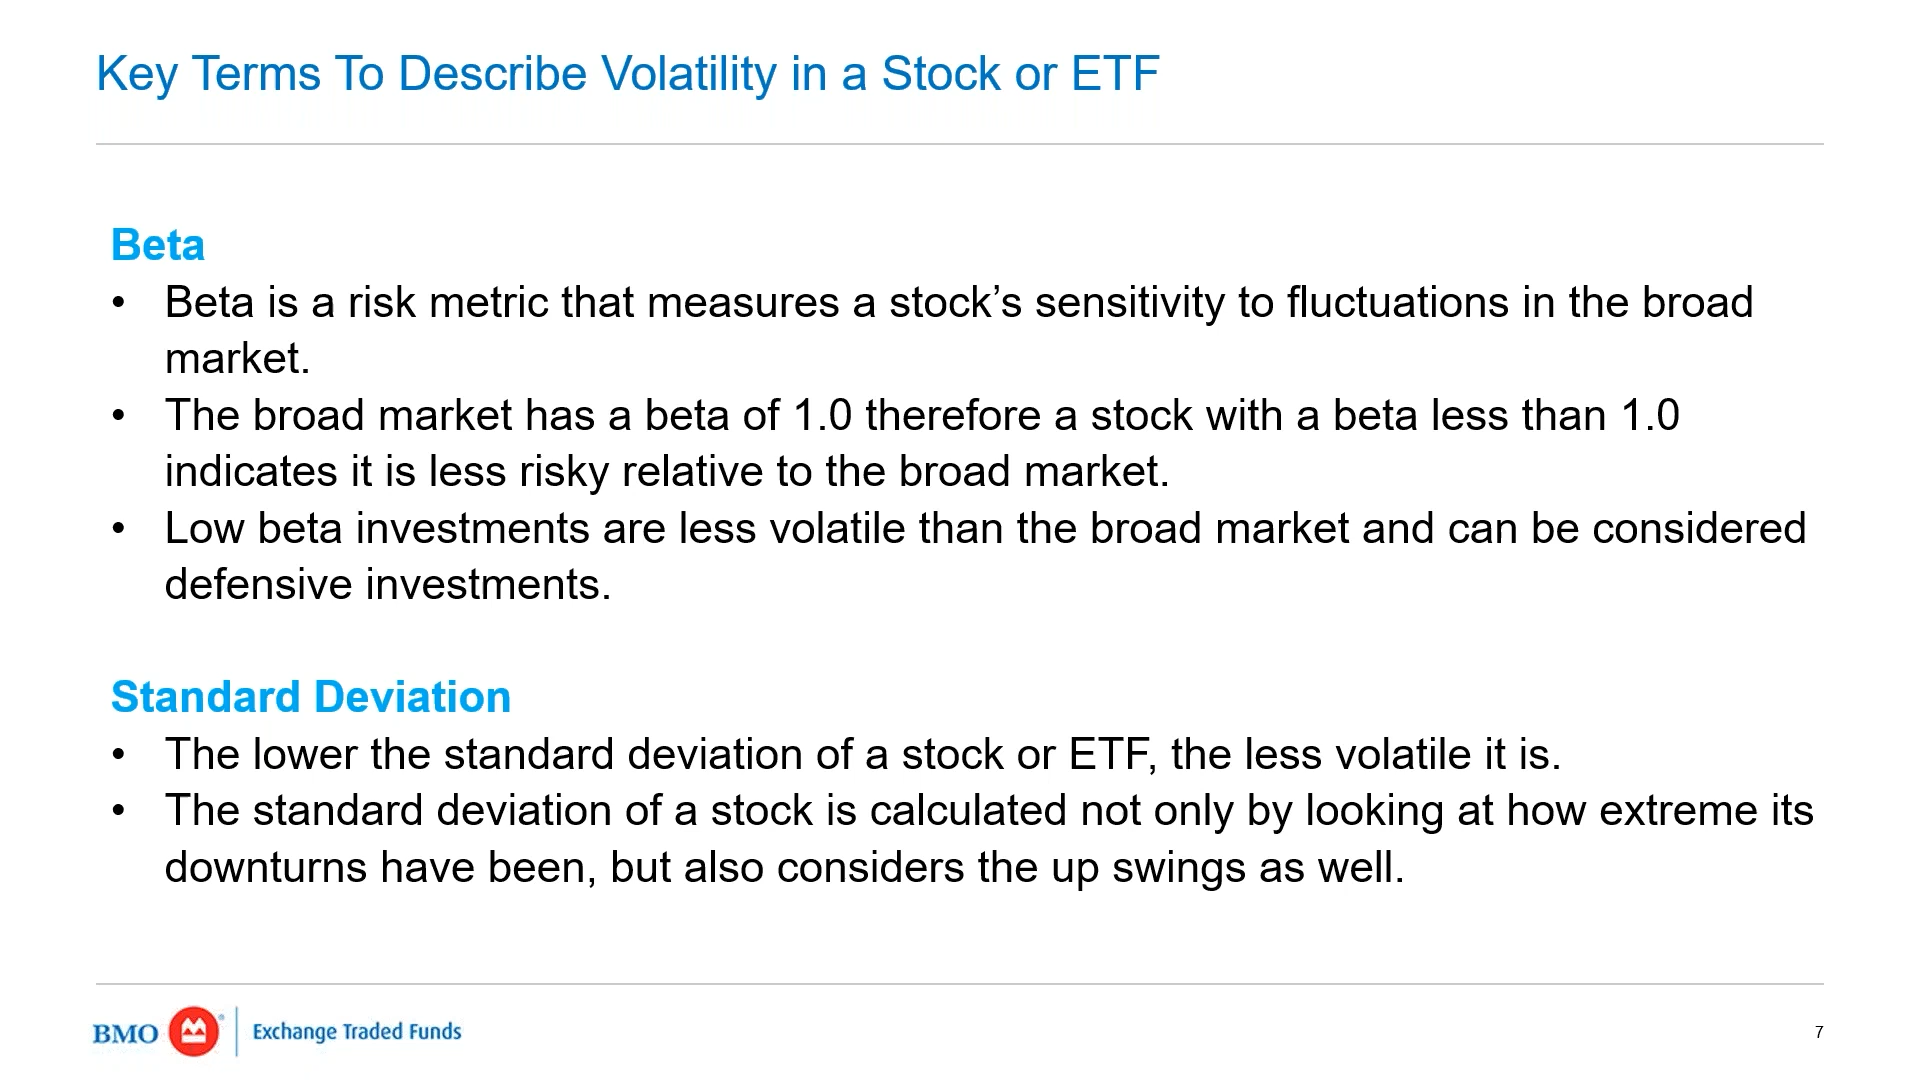 Key Terms To Describe Volatility in a Stock or ETF
Beta
• Beta is a risk metric that measures a stock’s sensitivity to fluctuations in the broad
market.
• The broad market has a beta of 1.0 therefore a stock with a beta less than 1.0
indicates it is less risky relative to the broad market.
• Low beta investments are less volatile than the broad market and can be considered
defensive investments.
Standard Deviation
• The lower the standard deviation of a stock or ETF, the less volatile it is.
• The standard deviation of a stock is calculated not only by looking at how extreme its
downturns have been, but also considers the up swings as well.
BMO Exchange Traded Funds
7